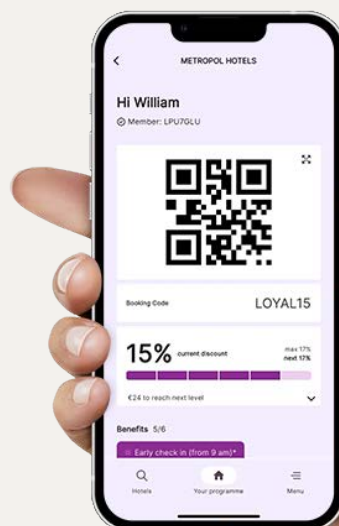 METROPOL HOTELS
Hi William
Member: LPU7GLU
Booking Code LOYAL15
15% current discount
max 17%
next 17%
€24 to reach next level
Benefits 5/6
Early check in (from 9 am)*
Hotels Your programme Menu